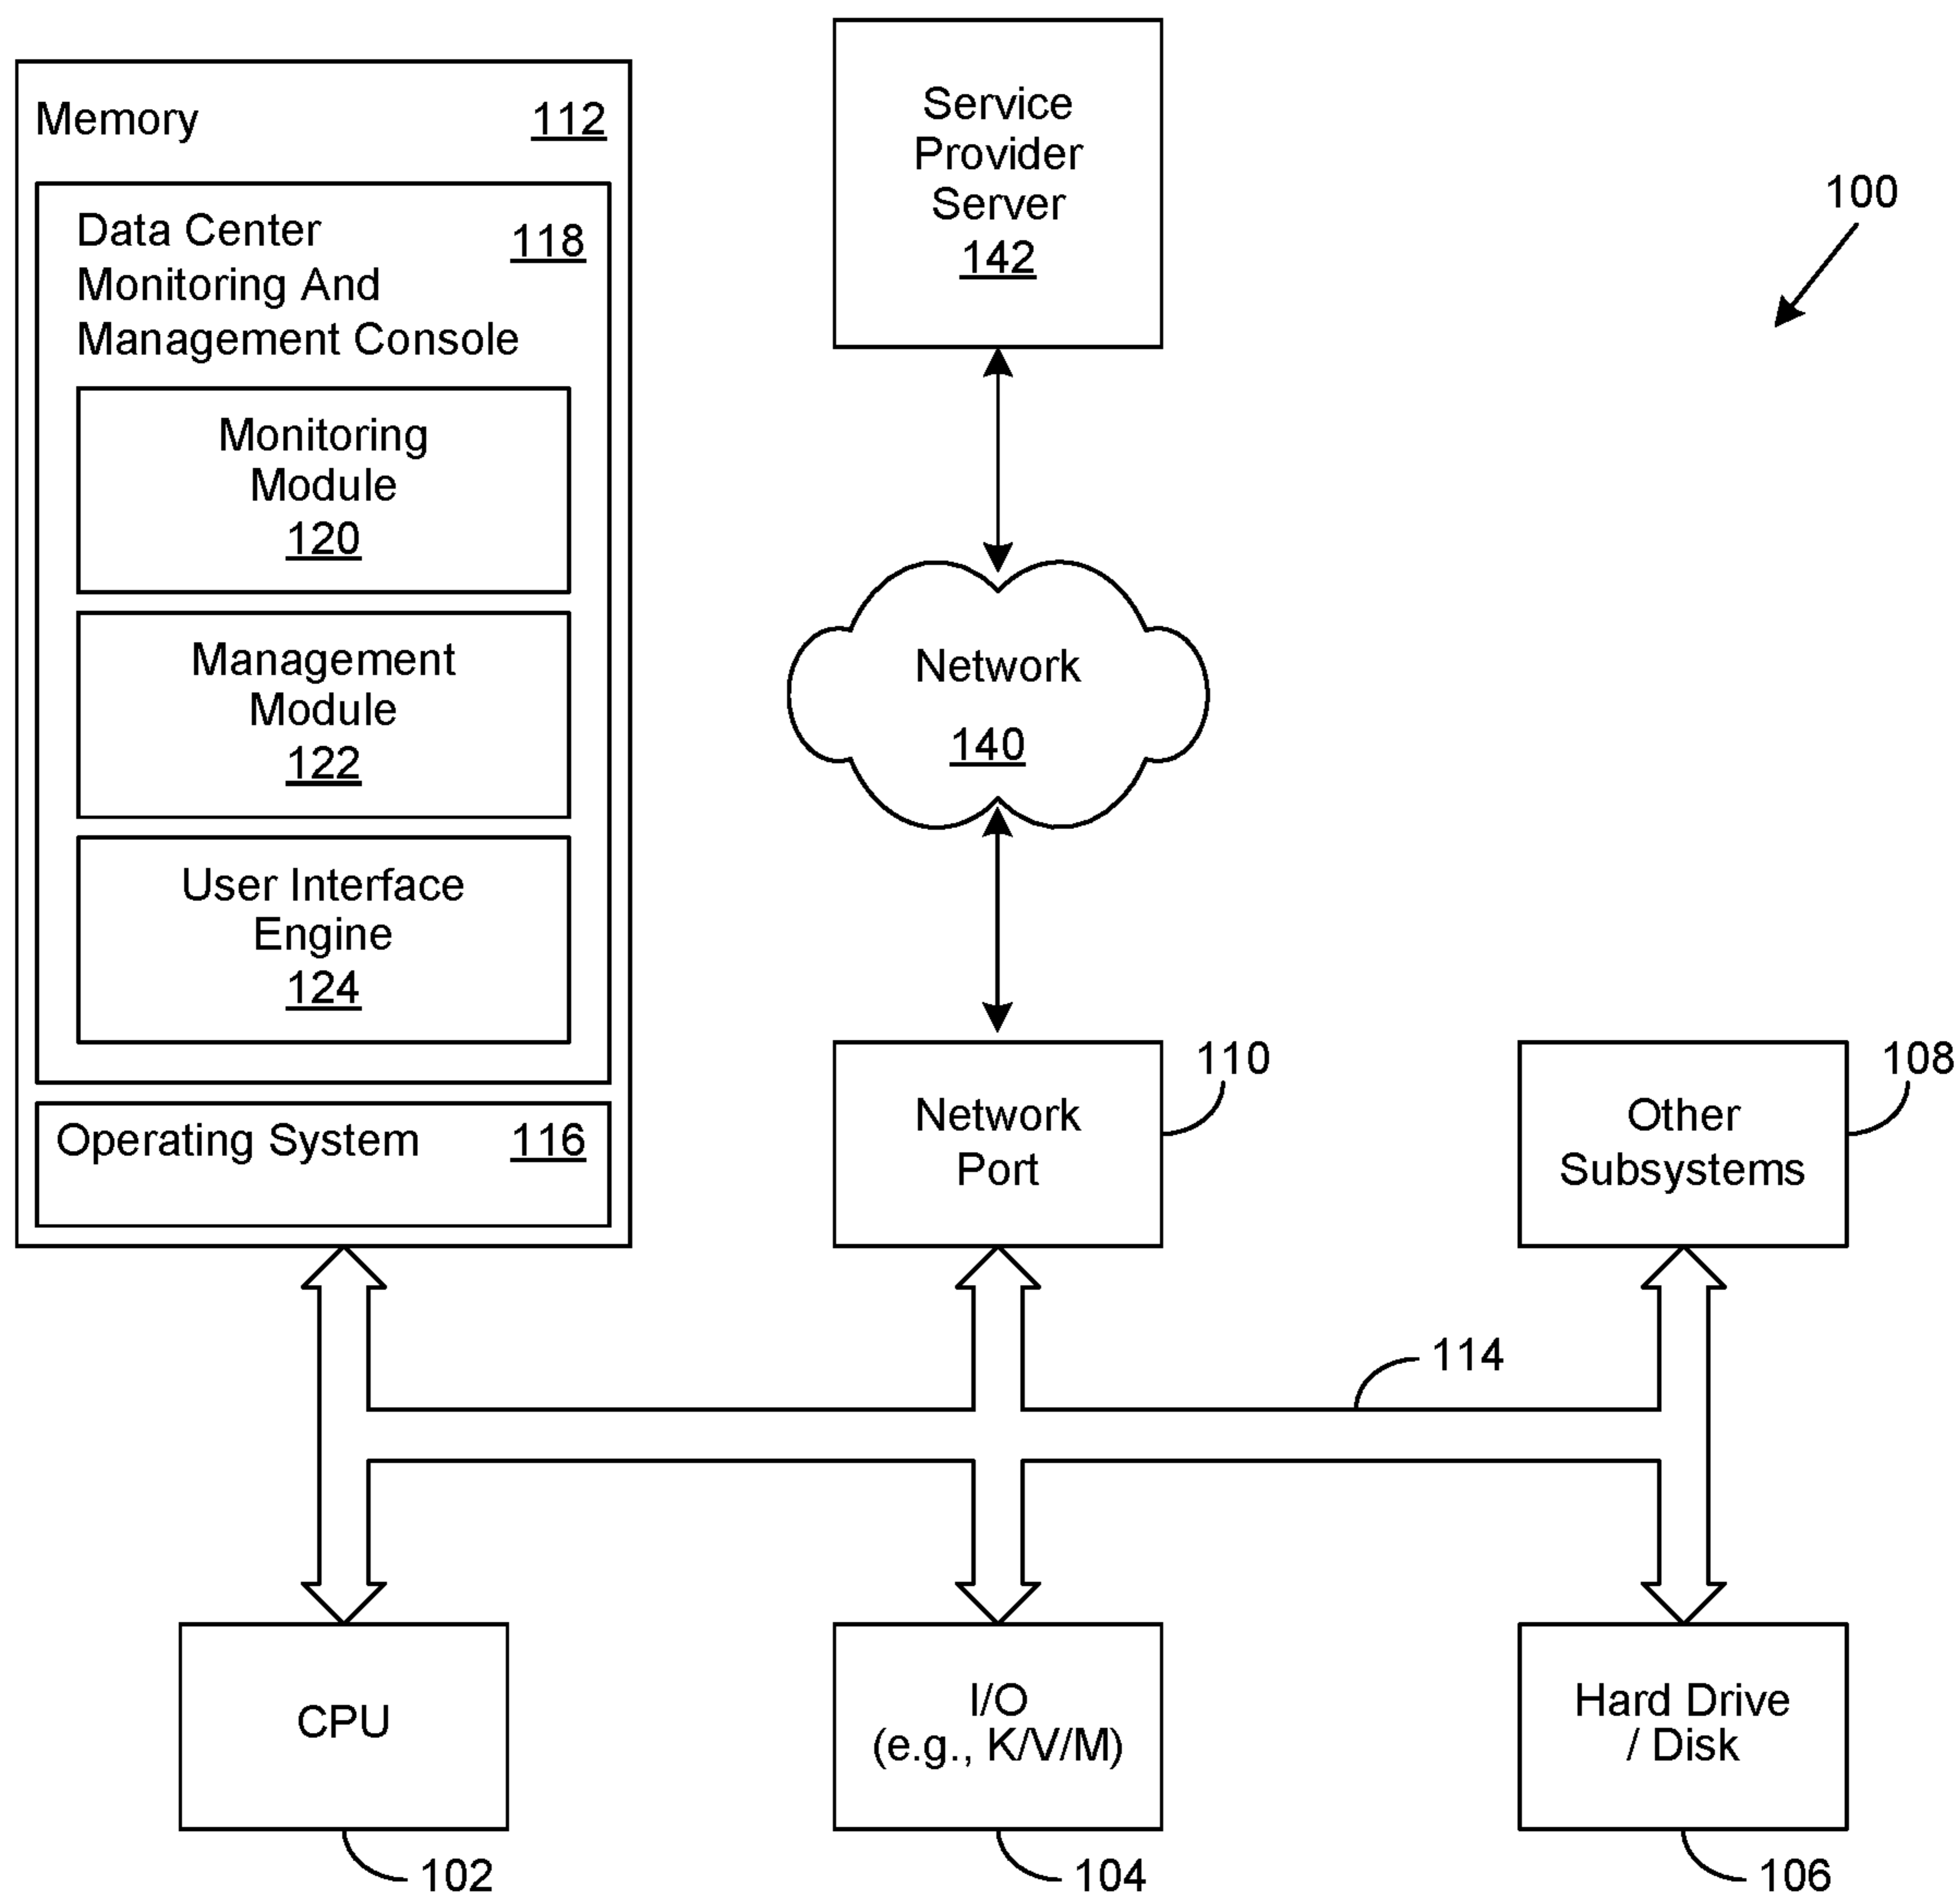 Memory 112
Data Center 118
Monitoring And
Management Console
Monitoring
Module
120
Management
Module
122
User Interface
Engine
124
Operating System 116
Service
Provider
Server
142
100
Network
140
Network
Port
110
Other
Subsystems
108
114
CPU
102
I/O
(e.g., K/V/M)
104
Hard Drive
/ Disk
106